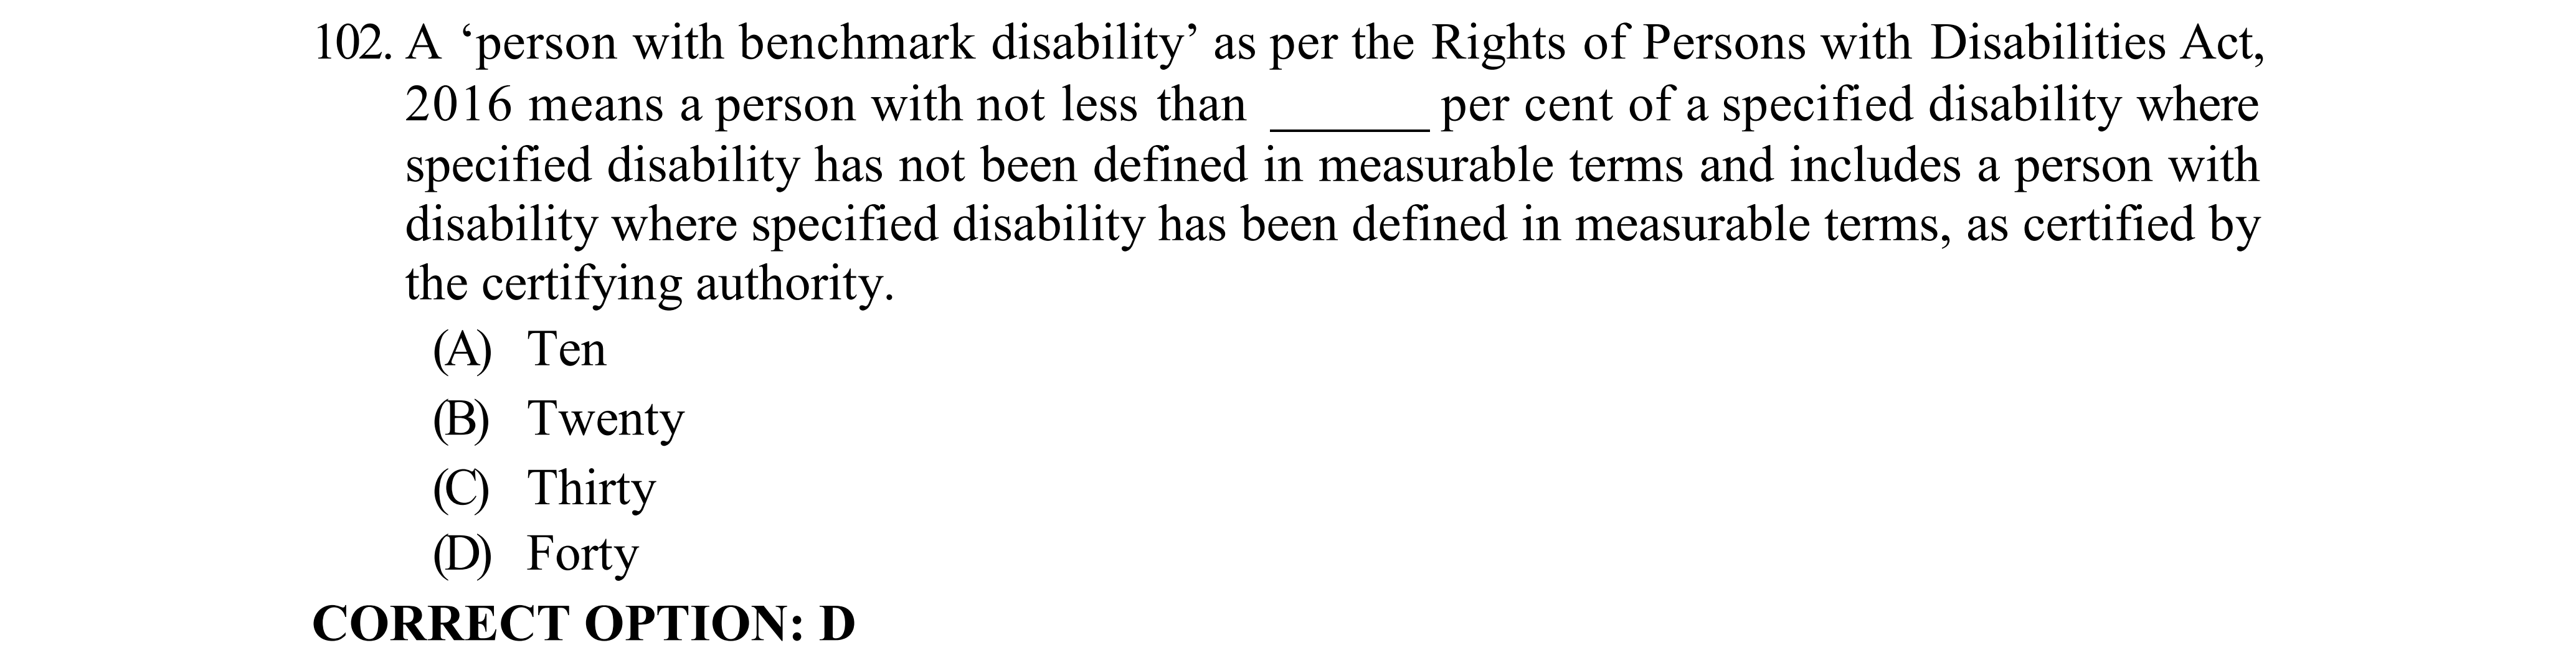 102. A ‘person with benchmark disability’ as per the Rights of Persons with Disabilities Act,
2016 means a person with not less than ______ per cent of a specified disability where
specified disability has not been defined in measurable terms and includes a person with
disability where specified disability has been defined in measurable terms, as certified by
the certifying authority.
(A) Ten
(B) Twenty
(C) Thirty
(D) Forty
CORRECT OPTION: D